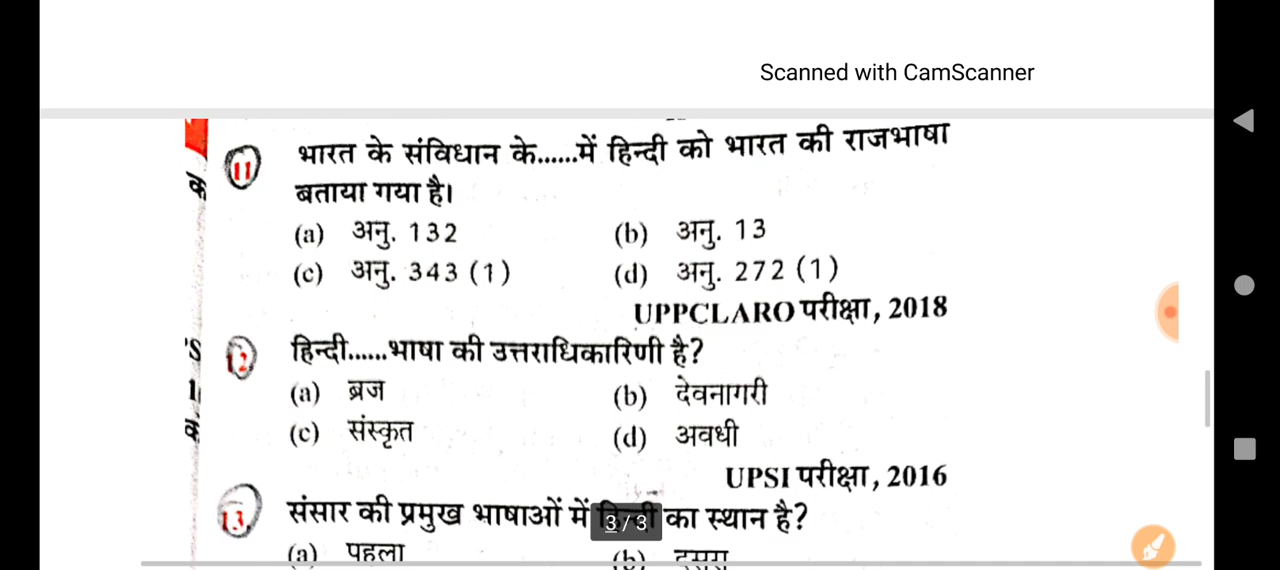 Scanned with CamScanner
11 भारत के संविधान के......में हिन्दी को भारत की राजभाषा
बताया गया है।
(a) अनु. 132 (b) अनु. 13
(c) अनु. 343 (1) (d) अनु. 272 (1)
UPPCLARO परीक्षा, 2018
12 हिन्दी......भाषा की उत्तराधिकारिणी है?
(a) ब्रज (b) देवनागरी
(c) संस्कृत (d) अवधी
UPSI परीक्षा, 2016
13. संसार की प्रमुख भाषाओं में हिन्दी का स्थान है?
3 / 3
(a) पहला (b) दूसरा